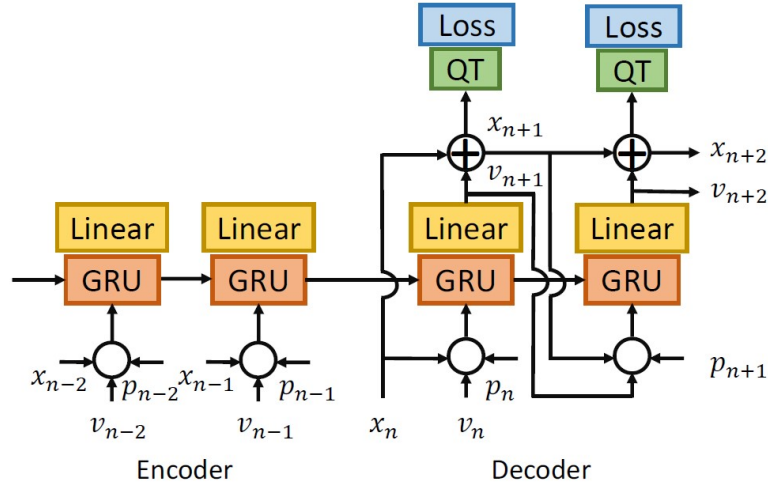 Loss Loss
QT QT
x_{n+1}
x_{n+2}
v_{n+1}
v_{n+2}
Linear Linear Linear Linear
GRU GRU GRU GRU
x_{n-2} p_{n-2} x_{n-1} p_{n-1} p_n p_{n+1}
v_{n-2} v_{n-1} x_n v_n
Encoder Decoder